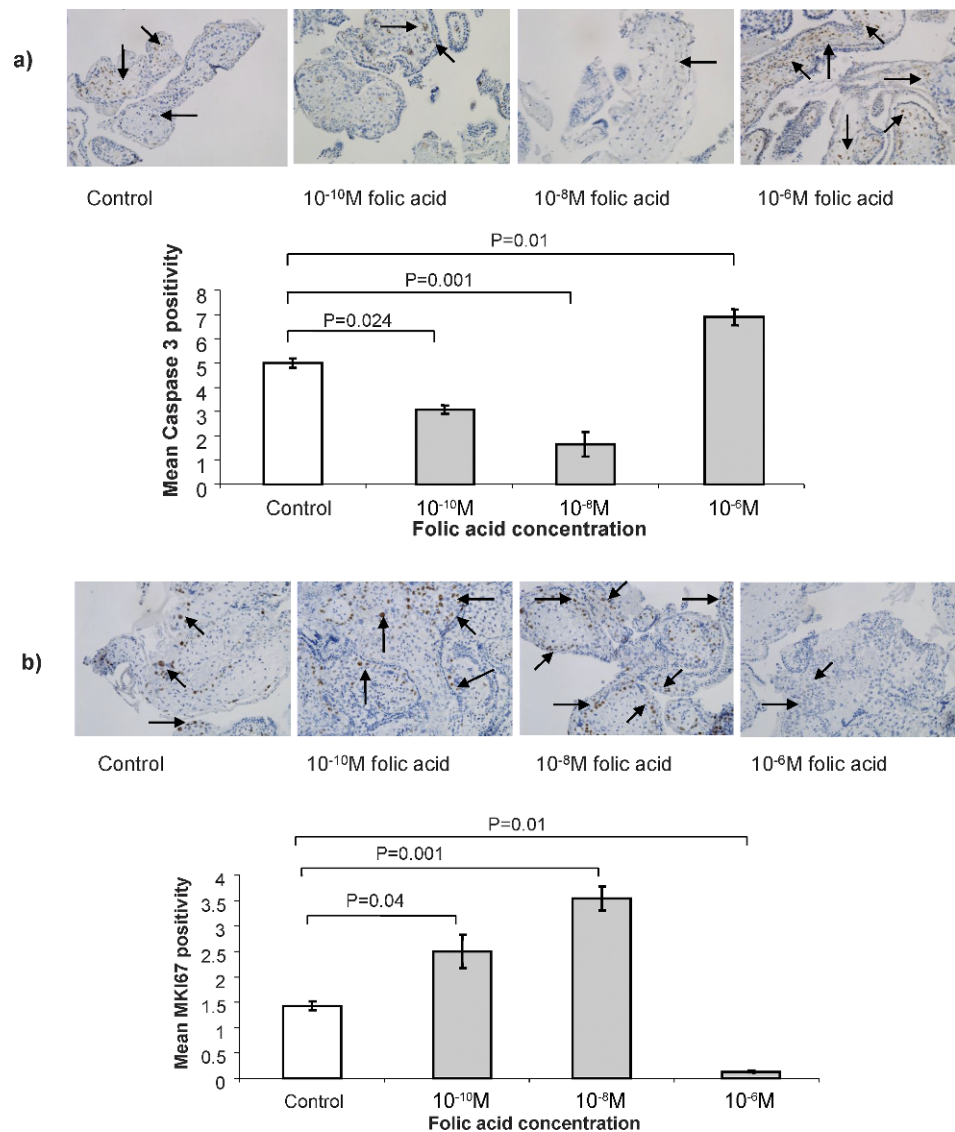 a)
Control 10⁻¹⁰M folic acid 10⁻⁸M folic acid 10⁻⁶M folic acid
P=0.01
P=0.001
P=0.024
Mean Caspase 3 positivity
8
7
6
5
4
3
2
1
0
Control 10⁻¹⁰M 10⁻⁸M 10⁻⁶M
Folic acid concentration
b)
Control 10⁻¹⁰M folic acid 10⁻⁸M folic acid 10⁻⁶M folic acid
P=0.01
P=0.001
P=0.04
Mean MKI67 positivity
4
3.5
3
2.5
2
1.5
1
0.5
0
Control 10⁻¹⁰M 10⁻⁸M 10⁻⁶M
Folic acid concentration